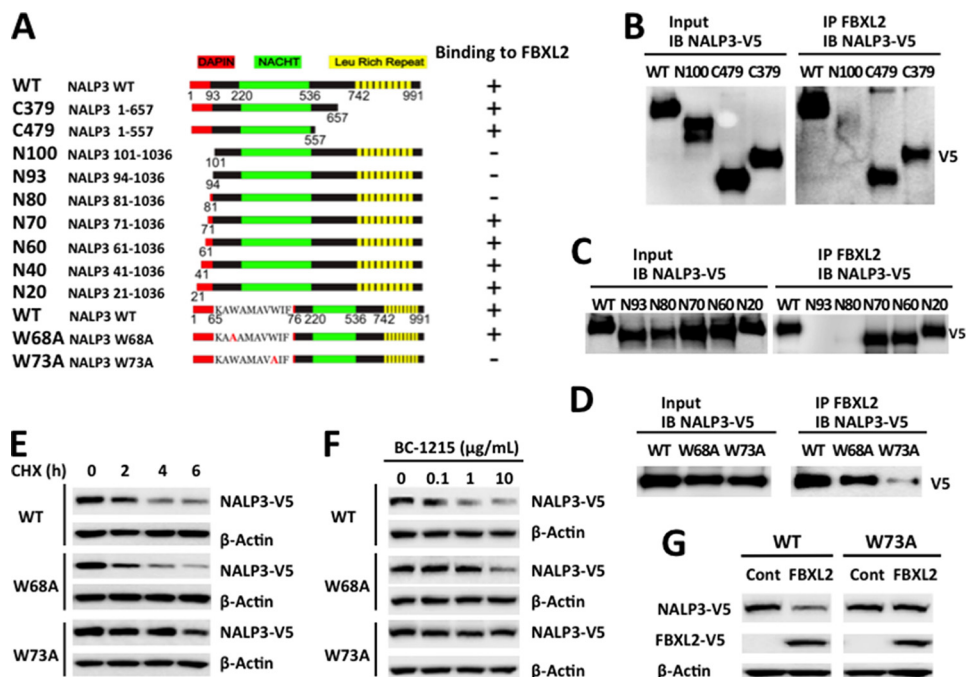 A
Binding to FBXL2
DAPIN NACHT Leu Rich Repeat
WT NALP3 WT +
1 93 220 536 742 991
C379 NALP3 1-657 +
657
C479 NALP3 1-557 +
557
N100 NALP3 101-1036 -
101
N93 NALP3 94-1036 -
94
N80 NALP3 81-1036 -
81
N70 NALP3 71-1036 +
71
N60 NALP3 61-1036 +
61
N40 NALP3 41-1036 +
41
N20 NALP3 21-1036 +
21
WT NALP3 WT KAWAMAVWIF +
1 65 76 220 536 742 991
W68A NALP3 W68A KAAAMAVWIF +
W73A NALP3 W73A KAWAMAVAIF -
B
Input IP FBXL2
IB NALP3-V5 IB NALP3-V5
WT N100 C479 C379 WT N100 C479 C379
V5
C
Input IP FBXL2
IB NALP3-V5 IB NALP3-V5
WT N93 N80 N70 N60 N20 WT N93 N80 N70 N60 N20
V5
D
Input IP FBXL2
IB NALP3-V5 IB NALP3-V5
WT W68A W73A WT W68A W73A
V5
E
CHX (h) 0 2 4 6
WT NALP3-V5
β-Actin
W68A NALP3-V5
β-Actin
W73A NALP3-V5
β-Actin
F
BC-1215 (µg/mL)
0 0.1 1 10
WT NALP3-V5
β-Actin
W68A NALP3-V5
β-Actin
W73A NALP3-V5
β-Actin
G
WT W73A
Cont FBXL2 Cont FBXL2
NALP3-V5
FBXL2-V5
β-Actin